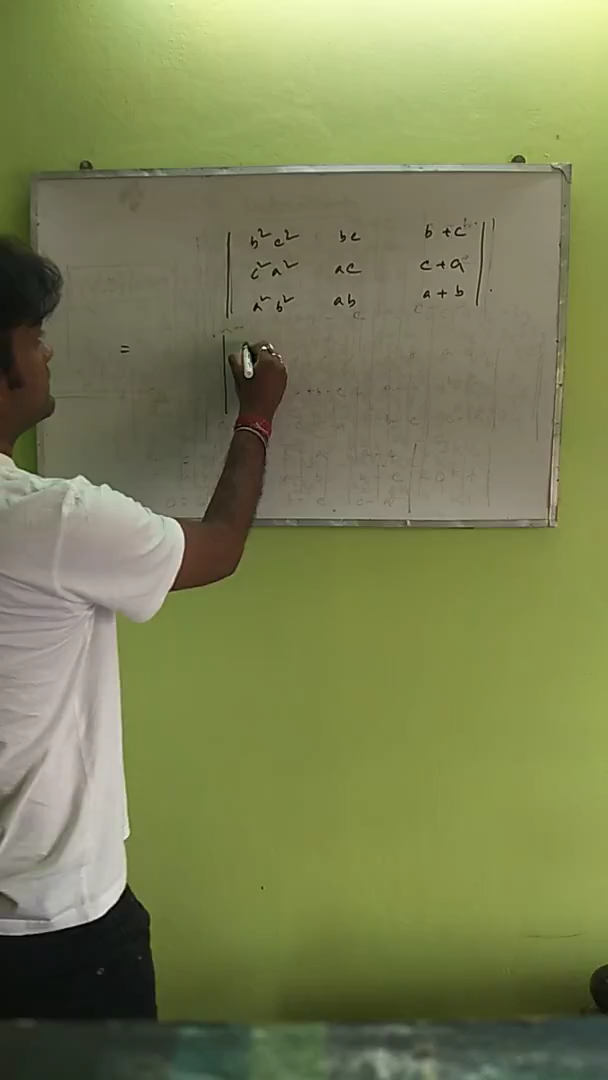 b²c² bc b+c
c²a² ac c+a
a²b² ab a+b
=